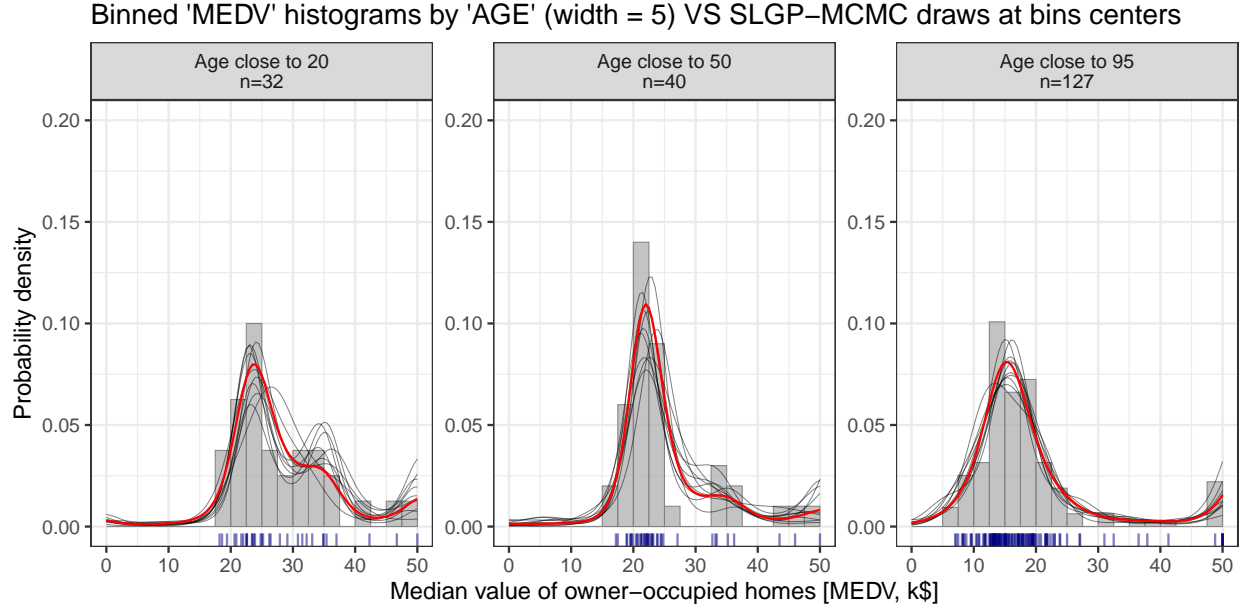 Binned 'MEDV' histograms by 'AGE' (width = 5) VS SLGP−MCMC draws at bins centers
Age close to 20
n=32
Age close to 50
n=40
Age close to 95
n=127
Probability density
0.20
0.15
0.10
0.05
0.00
0.20
0.15
0.10
0.05
0.00
0.20
0.15
0.10
0.05
0.00
0 10 20 30 40 50
0 10 20 30 40 50
0 10 20 30 40 50
Median value of owner−occupied homes [MEDV, k$]